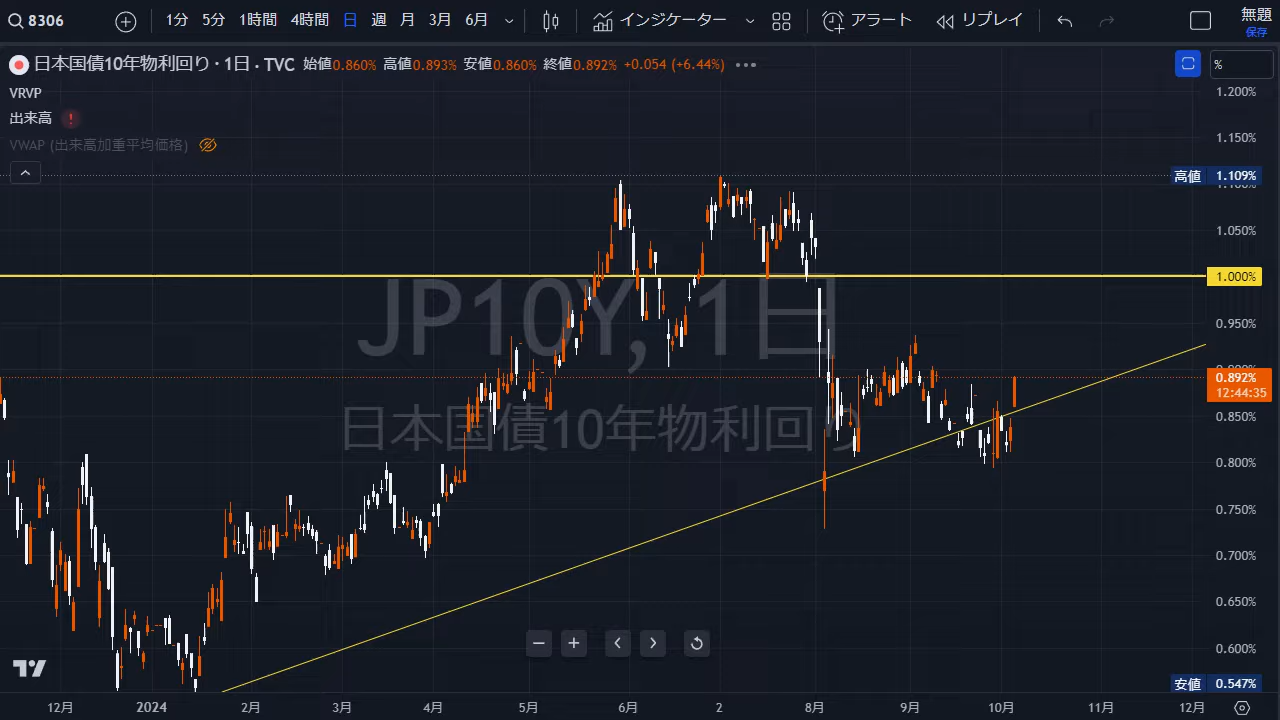 8306 1分 5分 1時間 4時間 日 週 月 3月 6月 インジケーター アラート リプレイ 無題
保存
日本国債10年物利回り · 1日 · TVC 始値0.860% 高値0.893% 安値0.860% 終値0.892% +0.054 (+6.44%) %
VRVP
出来高 !
VWAP (出来高加重平均価格)
1.200%
1.150%
高値 1.109%
1.100%
1.050%
1.000%
JP10Y, 1日
日本国債10年物利回り
0.950%
0.900%
0.892%
12:44:35
0.850%
0.800%
0.750%
0.700%
0.650%
0.600%
安値 0.547%
12月 2024 2月 3月 4月 5月 6月 2 8月 9月 10月 11月 12月